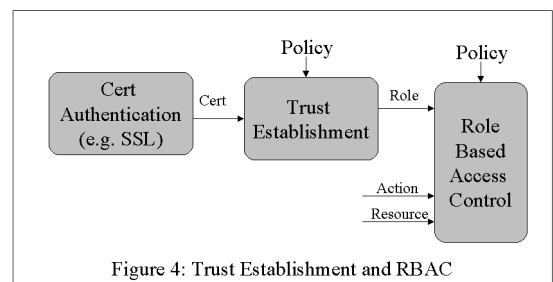 Policy
Policy
Cert
Authentication
(e.g. SSL)
Cert
Trust
Establishment
Role
Role
Based
Access
Control
Action
Resource
Figure 4: Trust Establishment and RBAC